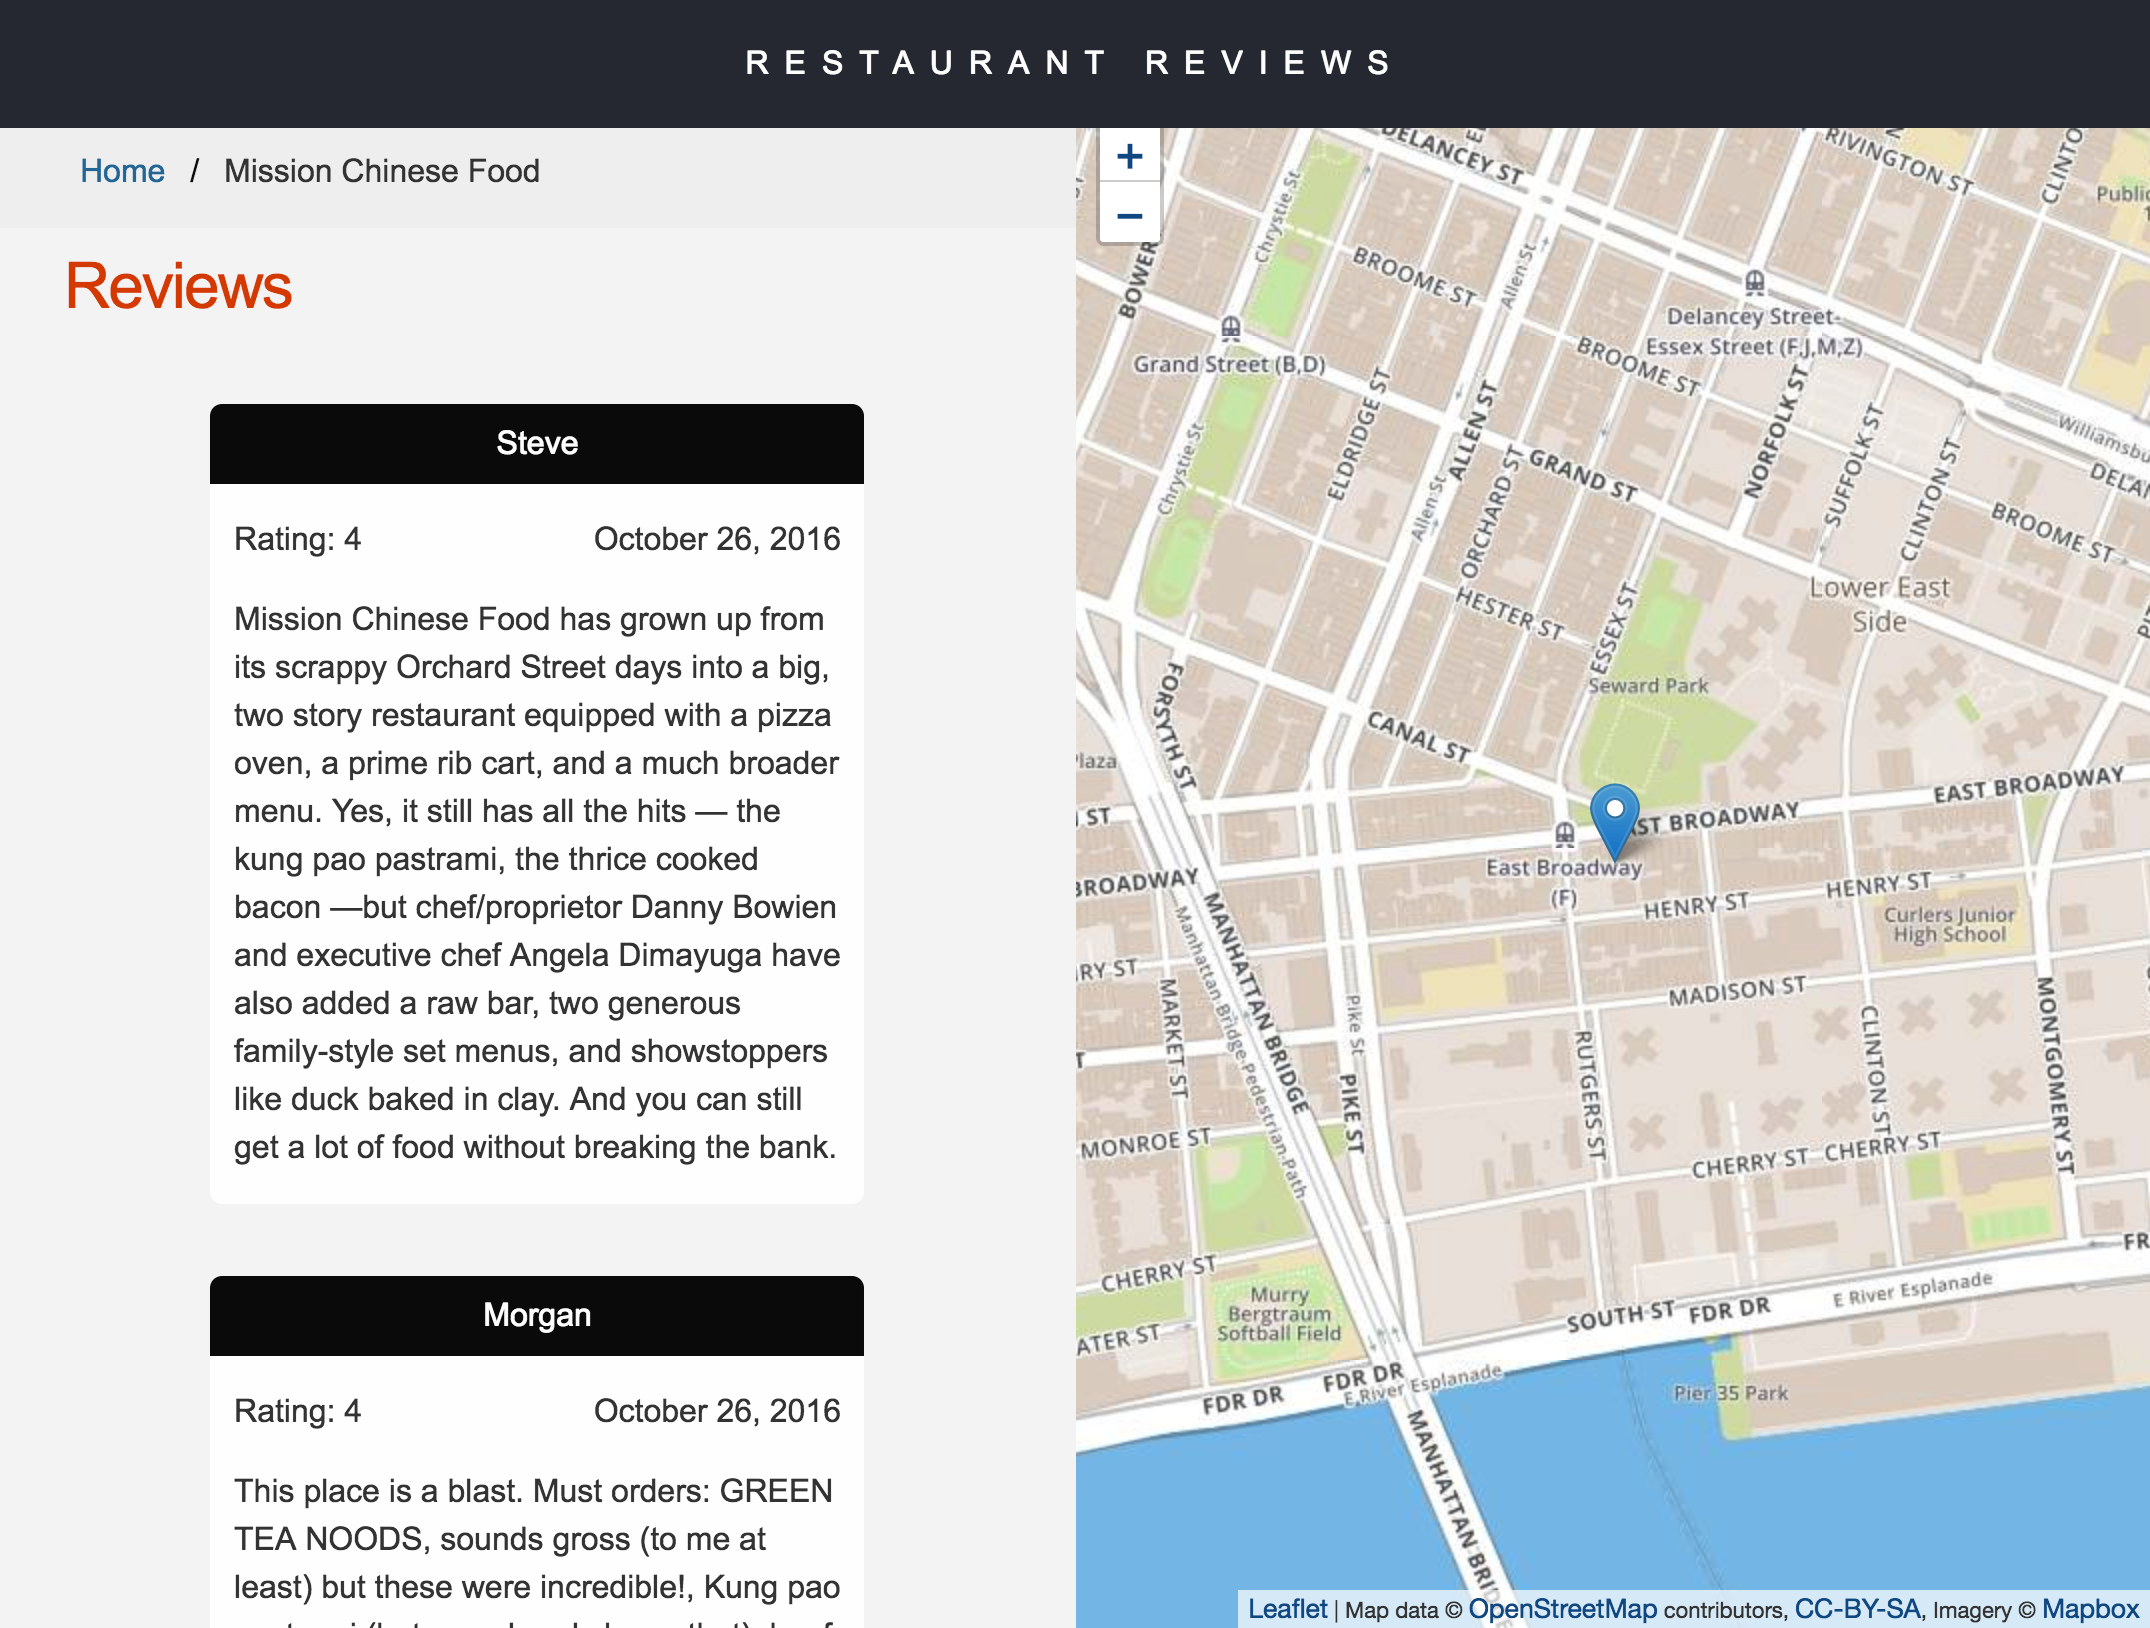 RESTAURANT REVIEWS
Home / Mission Chinese Food
Reviews
Steve
Rating: 4 October 26, 2016
Mission Chinese Food has grown up from
its scrappy Orchard Street days into a big,
two story restaurant equipped with a pizza
oven, a prime rib cart, and a much broader
menu. Yes, it still has all the hits — the
kung pao pastrami, the thrice cooked
bacon —but chef/proprietor Danny Bowien
and executive chef Angela Dimayuga have
also added a raw bar, two generous
family-style set menus, and showstoppers
like duck baked in clay. And you can still
get a lot of food without breaking the bank.
Morgan
Rating: 4 October 26, 2016
This place is a blast. Must orders: GREEN
TEA NOODS, sounds gross (to me at
least) but these were incredible!, Kung pao
+
−
DELANCEY ST
RIVINGTON ST
CLINTO
Public
Chrystie St
BOWER
BROOME ST
Allen St
Delancey Street-
Essex Street (F,J,M,Z)
Grand Street (B,D)
BROOME ST
ELDRIDGE ST
ALLEN ST
NORFOLK ST
SUFFOLK ST
CLINTON ST
Williamsbu
DELAN
Chrystie St
GRAND ST
Allen St
ORCHARD ST
BROOME ST
HESTER ST
ESSEX ST
Lower East
Side
Seward Park
FORSYTH ST
CANAL ST
laza
ST
EAST BROADWAY
ST BROADWAY
East Broadway
(F)
BROADWAY
HENRY ST
HENRY ST
Curlers Junior
High School
RY ST
MADISON ST
MANHATTAN BRIDGE
Manhattan Bridge Pedestrian Path
MARKET ST
Pike St
PIKE ST
RUTGERS ST
CLINTON ST
MONTGOMERY ST
MONROE ST
CHERRY ST
CHERRY ST
CHERRY ST
Murry
Bergtraum
Softball Field
ATER ST
SOUTH ST
FDR DR
E River Esplanade
FR
FDR DR
FDR DR
E River Esplanade
Pier 35 Park
MANHATTAN BRID
Leaflet | Map data © OpenStreetMap contributors, CC-BY-SA, Imagery © Mapbox